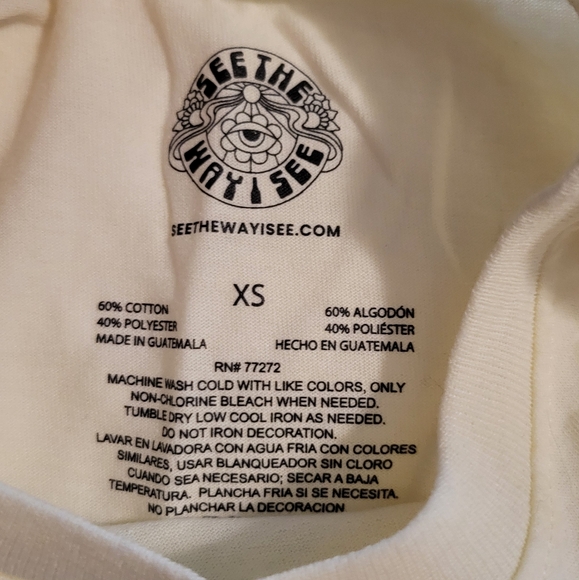 SEE THE
WAY I SEE
SEETHEWAYISEE.COM
XS
60% COTTON
40% POLYESTER
MADE IN GUATEMALA
60% ALGODÓN
40% POLIÉSTER
HECHO EN GUATEMALA
RN# 77272
MACHINE WASH COLD WITH LIKE COLORS, ONLY
NON-CHLORINE BLEACH WHEN NEEDED.
TUMBLE DRY LOW COOL IRON AS NEEDED.
DO NOT IRON DECORATION.
LAVAR EN LAVADORA CON AGUA FRIA CON COLORES
SIMILARES, USAR BLANQUEADOR SIN CLORO
CUANDO SEA NECESARIO; SECAR A BAJA
TEMPERATURA. PLANCHA FRIA SI SE NECESITA.
NO PLANCHAR LA DECORACION